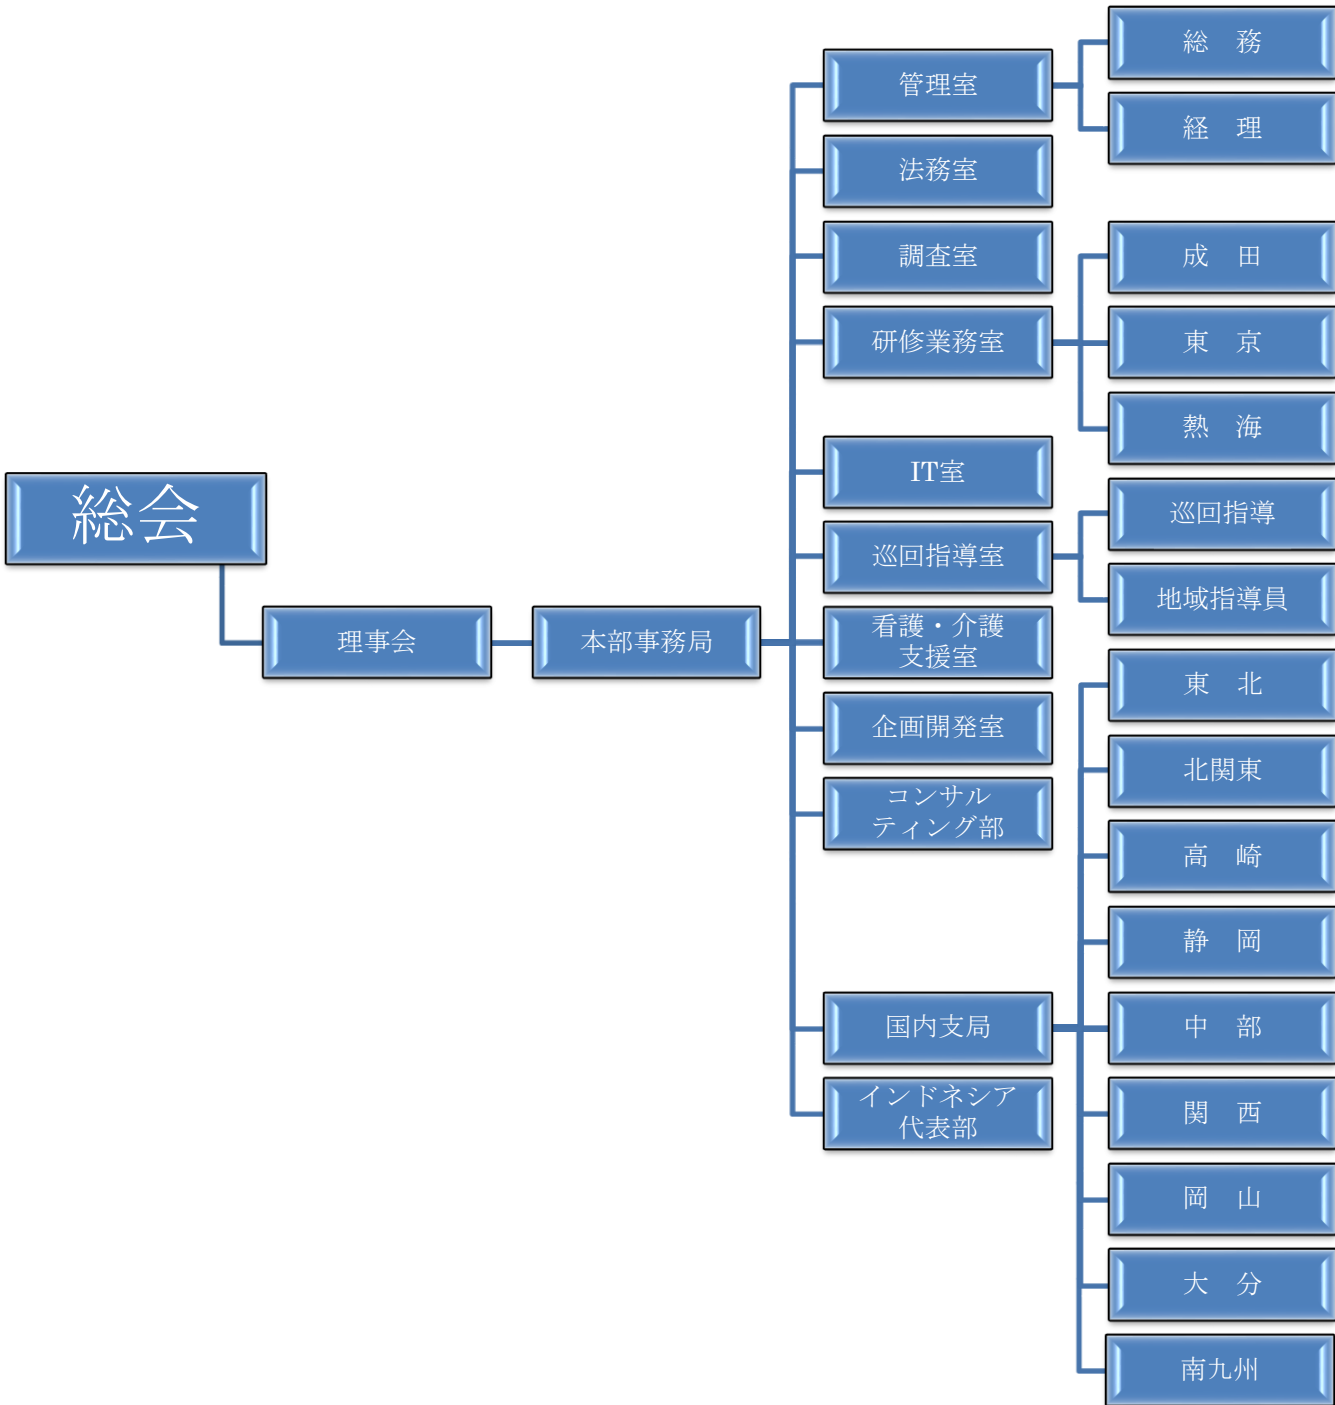 総会
理事会
本部事務局
管理室
総　務
経　理
法務室
調査室
研修業務室
成　田
東　京
熱　海
IT室
巡回指導室
巡回指導
地域指導員
看護・介護
支援室
企画開発室
コンサル
ティング部
国内支局
東　北
北関東
高　崎
静　岡
中　部
関　西
岡　山
大　分
南九州
インドネシア
代表部